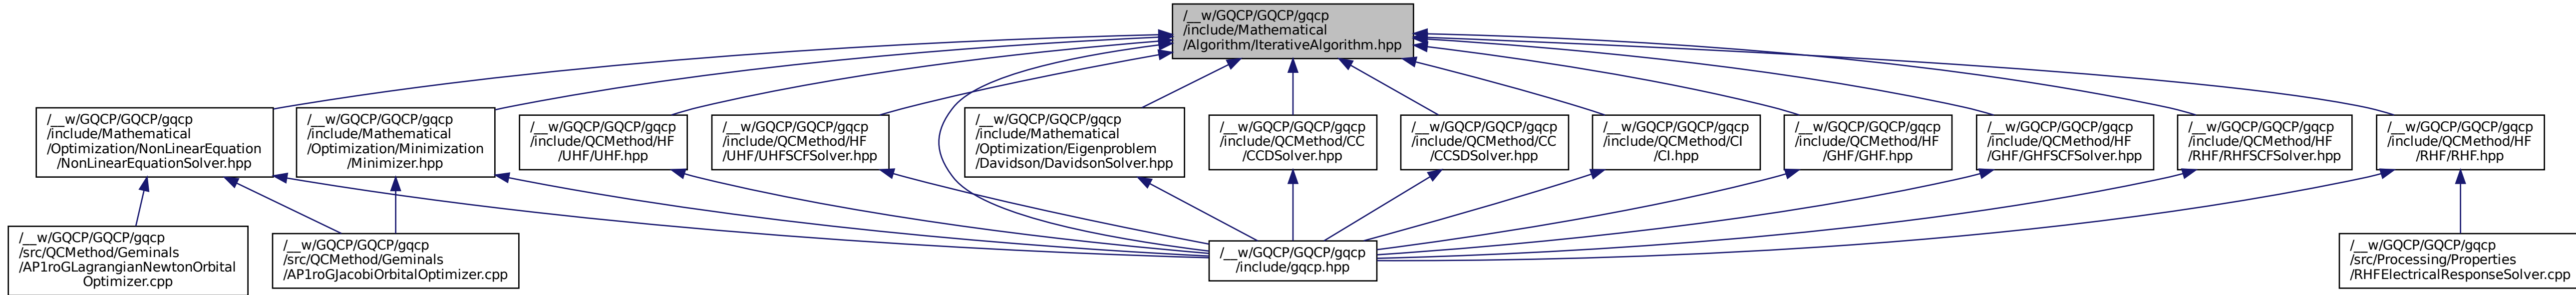 /__w/GQCP/GQCP/gqcp
/include/Mathematical
/Algorithm/IterativeAlgorithm.hpp
/__w/GQCP/GQCP/gqcp
/include/Mathematical
/Optimization/NonLinearEquation
/NonLinearEquationSolver.hpp
/__w/GQCP/GQCP/gqcp
/include/Mathematical
/Optimization/Minimization
/Minimizer.hpp
/__w/GQCP/GQCP/gqcp
/include/QCMethod/HF
/UHF/UHF.hpp
/__w/GQCP/GQCP/gqcp
/include/QCMethod/HF
/UHF/UHFSCFSolver.hpp
/__w/GQCP/GQCP/gqcp
/include/Mathematical
/Optimization/Eigenproblem
/Davidson/DavidsonSolver.hpp
/__w/GQCP/GQCP/gqcp
/include/QCMethod/CC
/CCDSolver.hpp
/__w/GQCP/GQCP/gqcp
/include/QCMethod/CC
/CCSDSolver.hpp
/__w/GQCP/GQCP/gqcp
/include/QCMethod/CI
/CI.hpp
/__w/GQCP/GQCP/gqcp
/include/QCMethod/HF
/GHF/GHF.hpp
/__w/GQCP/GQCP/gqcp
/include/QCMethod/HF
/GHF/GHFSCFSolver.hpp
/__w/GQCP/GQCP/gqcp
/include/QCMethod/HF
/RHF/RHFSCFSolver.hpp
/__w/GQCP/GQCP/gqcp
/include/QCMethod/HF
/RHF/RHF.hpp
/__w/GQCP/GQCP/gqcp
/src/QCMethod/Geminals
/AP1roGLagrangianNewtonOrbital
Optimizer.cpp
/__w/GQCP/GQCP/gqcp
/src/QCMethod/Geminals
/AP1roGJacobiOrbitalOptimizer.cpp
/__w/GQCP/GQCP/gqcp
/include/gqcp.hpp
/__w/GQCP/GQCP/gqcp
/src/Processing/Properties
/RHFElectricalResponseSolver.cpp